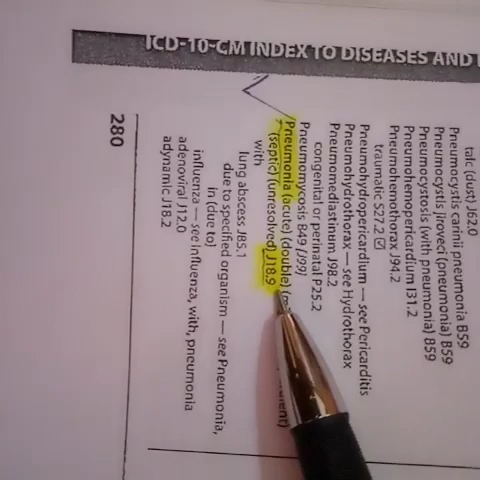 ICD-10-CM INDEX TO DISEASES AND
talc (dust) J62.0
Pneumocystis carinii pneumonia B59
Pneumocystis jiroveci (pneumonia) B59
Pneumocystosis (with pneumonia) B59
Pneumohemopericardium I31.2
Pneumohemothorax J94.2
traumatic S27.2 ☑
Pneumohydropericardium — see Pericarditis
Pneumohydrothorax — see Hydrothorax
Pneumomediastinum J98.2
congenital or perinatal P25.2
Pneumomycosis B49 [J99]
Pneumonia (acute) (double)
(septic) (unresolved) J18.9
with
lung abscess J85.1
due to specified organism — see Pneumonia,
in (due to)
influenza — see Influenza, with, pneumonia
adenoviral J12.0
adynamic J18.2
280